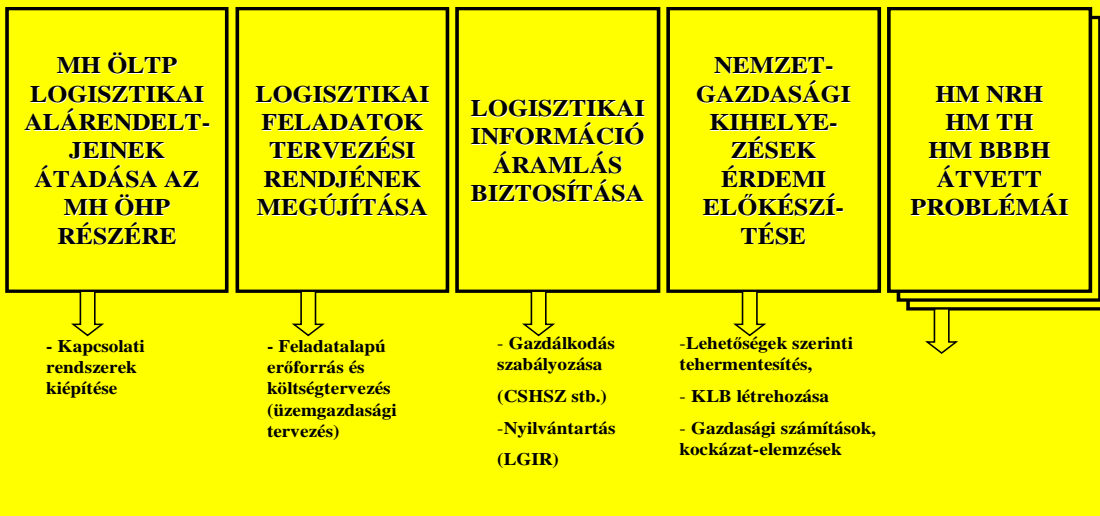 MH ÖLTP
LOGISZTIKAI
ALÁRENDELT-
JEINEK
ÁTADÁSA AZ
MH ÖHP
RÉSZÉRE
- Kapcsolati
rendszerek
kiépítése
LOGISZTIKAI
FELADATOK
TERVEZÉSI
RENDJÉNEK
MEGÚJÍTÁSA
- Feladatalapú
erőforrás és
költségtervezés
(üzemgazdasági
tervezés)
LOGISZTIKAI
INFORMÁCIÓ
ÁRAMLÁS
BIZTOSÍTÁSA
- Gazdálkodás
szabályozása
(CSHSZ stb.)
-Nyilvántartás
(LGIR)
NEMZET-
GAZDASÁGI
KIHELYE-
ZÉSEK
ÉRDEMI
ELŐKÉSZÍ-
TÉSE
-Lehetőségek szerinti
tehermentesítés,
- KLB létrehozása
- Gazdasági számítások,
kockázat-elemzések
HM NRH
HM TH
HM BBBH
ÁTVETT
PROBLÉMÁI